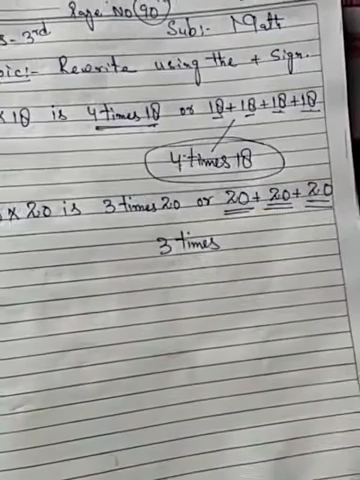 Page No (90)
s- 3rd Sub:- Math
pic:- Rewrite using the + Sign.
x 18 is 4 times 18 or 18 + 18 + 18 + 18
4 times 18
x 20 is 3 times 20 or 20 + 20 + 20
3 times